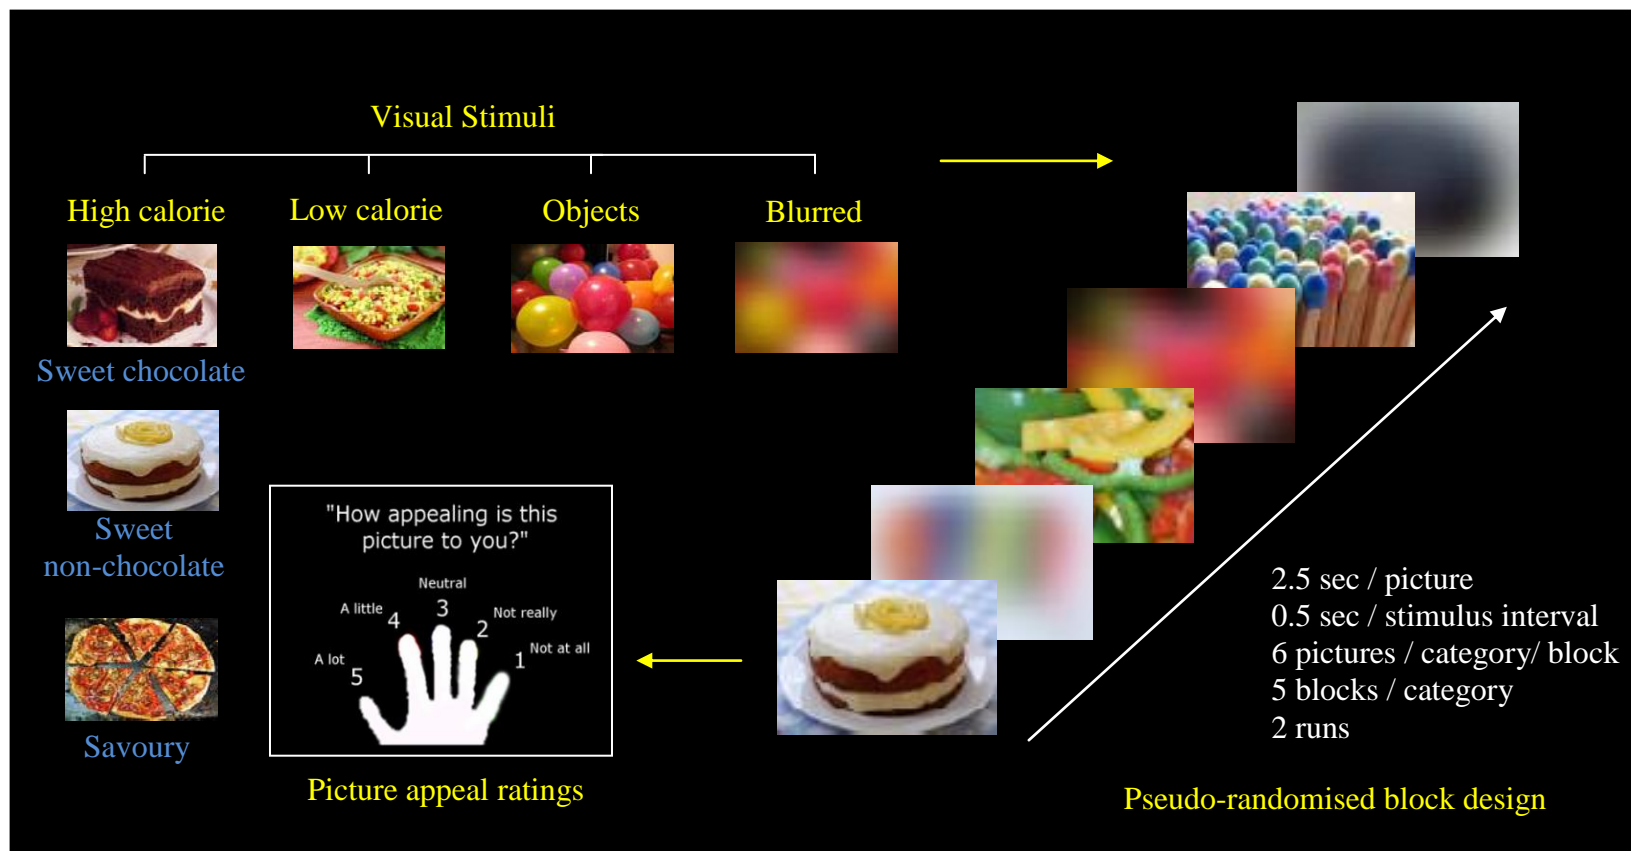 Visual Stimuli
High calorie
Low calorie
Objects
Blurred
Sweet chocolate
Sweet
non-chocolate
Savoury
"How appealing is this
picture to you?"
Neutral
A little
4
3
2
Not really
A lot
5
1
Not at all
Picture appeal ratings
2.5 sec / picture
0.5 sec / stimulus interval
6 pictures / category/ block
5 blocks / category
2 runs
Pseudo-randomised block design